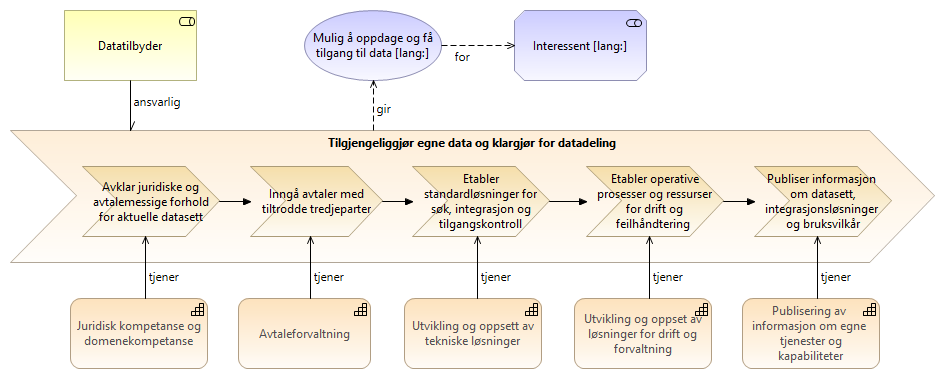 Datatilbyder
Mulig å oppdage og få
tilgang til data [lang:]
Interessent [lang:]
for
ansvarlig
gir
Tilgjengeliggjør egne data og klargjør for datadeling
Avklar juridiske og
avtalemessige forhold
for aktuelle datasett
Inngå avtaler med
tiltrodde tredjeparter
Etabler
standardløsninger for
søk, integrasjon og
tilgangskontroll
Etabler operative
prosesser og ressurser
for drift og
feilhåndtering
Publiser informasjon
om datasett,
integrasjonsløsninger
og bruksvilkår
tjener
tjener
tjener
tjener
tjener
Juridisk kompetanse og
domenekompetanse
Avtaleforvaltning
Utvikling og oppsett av
tekniske løsninger
Utvikling og oppset av
løsninger for drift og
forvaltning
Publisering av
informasjon om egne
tjenester og
kapabiliteter